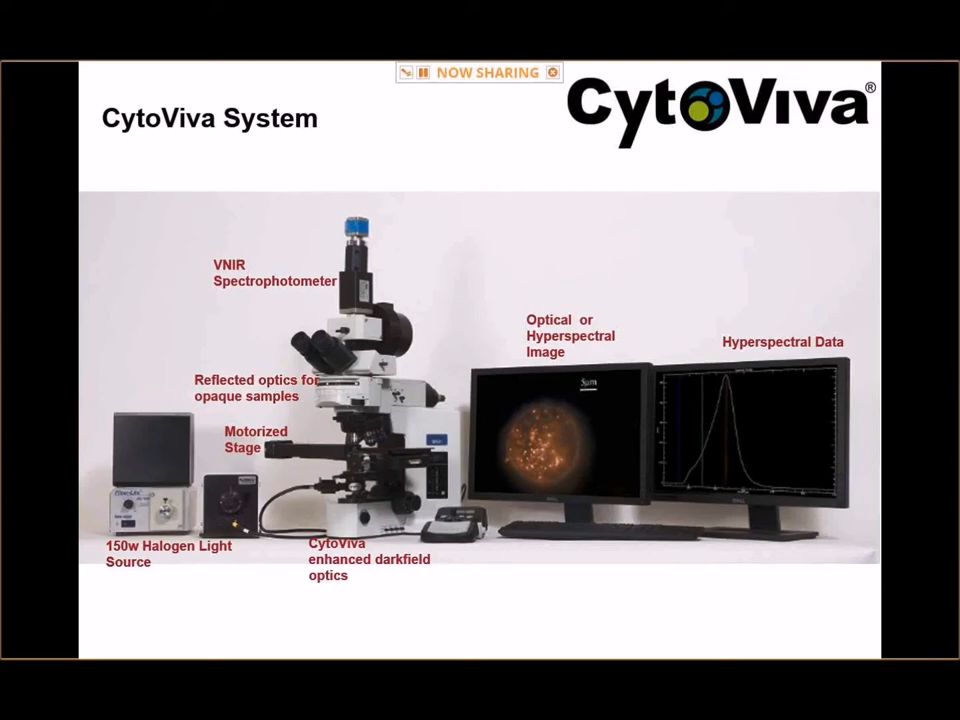 NOW SHARING
CytoViva System
CytoViva®
VNIR
Spectrophotometer
Optical or
Hyperspectral
Image
Hyperspectral Data
5µm
Reflected optics for
opaque samples
Motorized
Stage
150w Halogen Light
Source
CytoViva
enhanced darkfield
optics